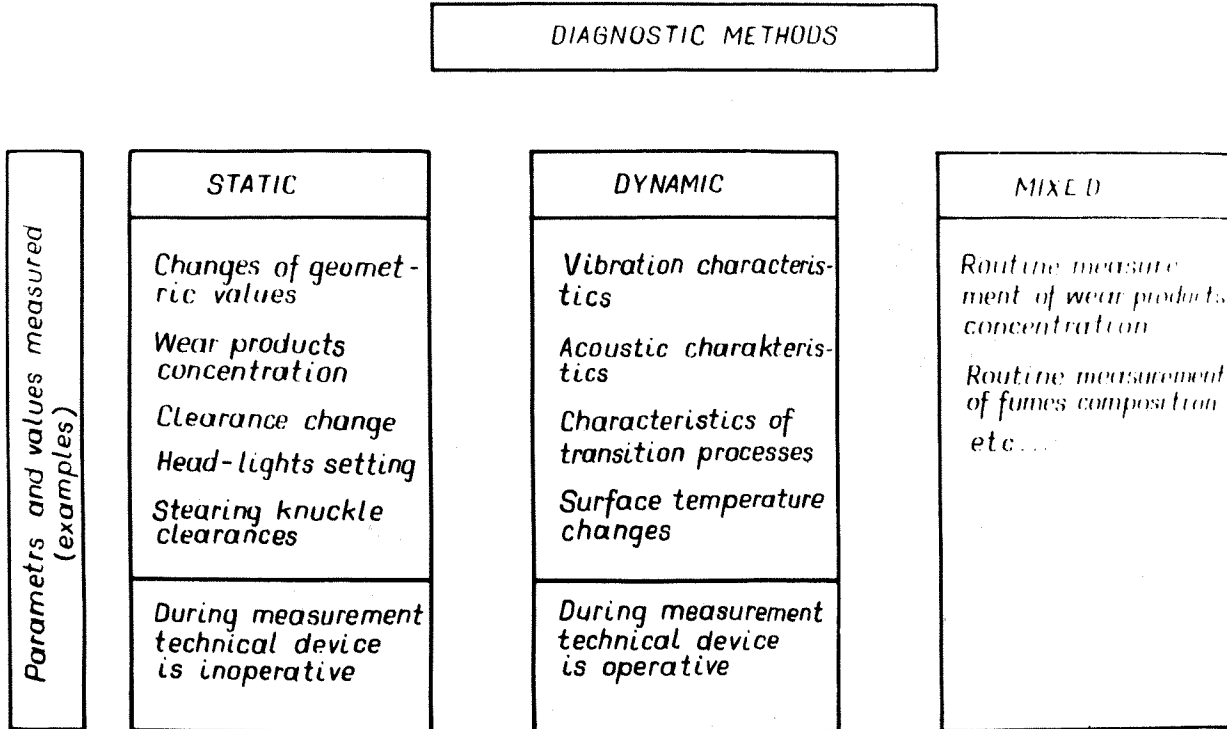 DIAGNOSTIC METHODS
Parametrs and values measured
(examples)
STATIC
Changes of geomet-
ric values
Wear products
concentration
Clearance change
Head-lights setting
Stearing knuckle
clearances
During measurement
technical device
is inoperative
DYNAMIC
Vibration characteris-
tics
Acoustic charakteris-
tics
Characteristics of
transition processes
Surface temperature
changes
During measurement
technical device
is operative
MIXED
Routine measure
ment of wear products
concentration
Routine measurement
of fumes composition
etc...